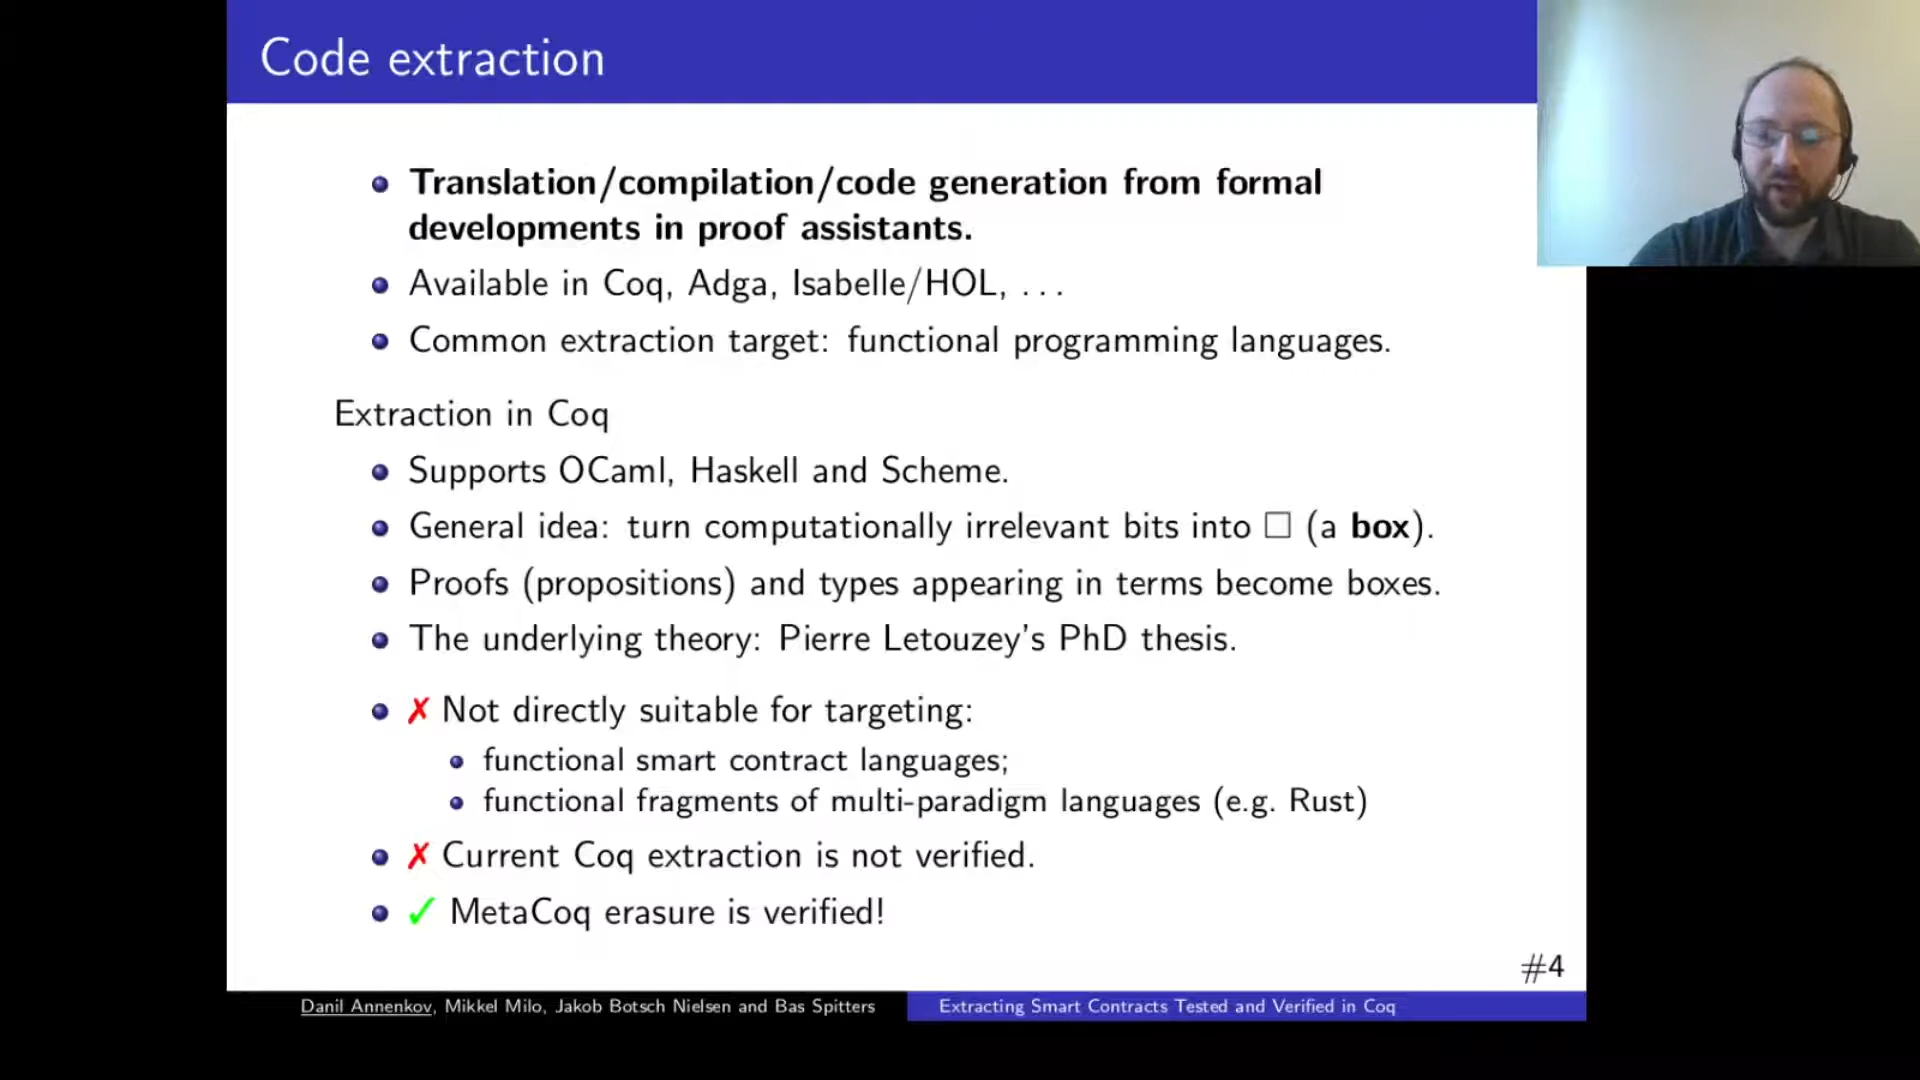 Code extraction
Translation/compilation/code generation from formal
developments in proof assistants.
Available in Coq, Adga, Isabelle/HOL, ...
Common extraction target: functional programming languages.
Extraction in Coq
Supports OCaml, Haskell and Scheme.
General idea: turn computationally irrelevant bits into □ (a box).
Proofs (propositions) and types appearing in terms become boxes.
The underlying theory: Pierre Letouzey's PhD thesis.
✗ Not directly suitable for targeting:
functional smart contract languages;
functional fragments of multi-paradigm languages (e.g. Rust)
✗ Current Coq extraction is not verified.
✓ MetaCoq erasure is verified!
#4
Danil Annenkov, Mikkel Milo, Jakob Botsch Nielsen and Bas Spitters
Extracting Smart Contracts Tested and Verified in Coq